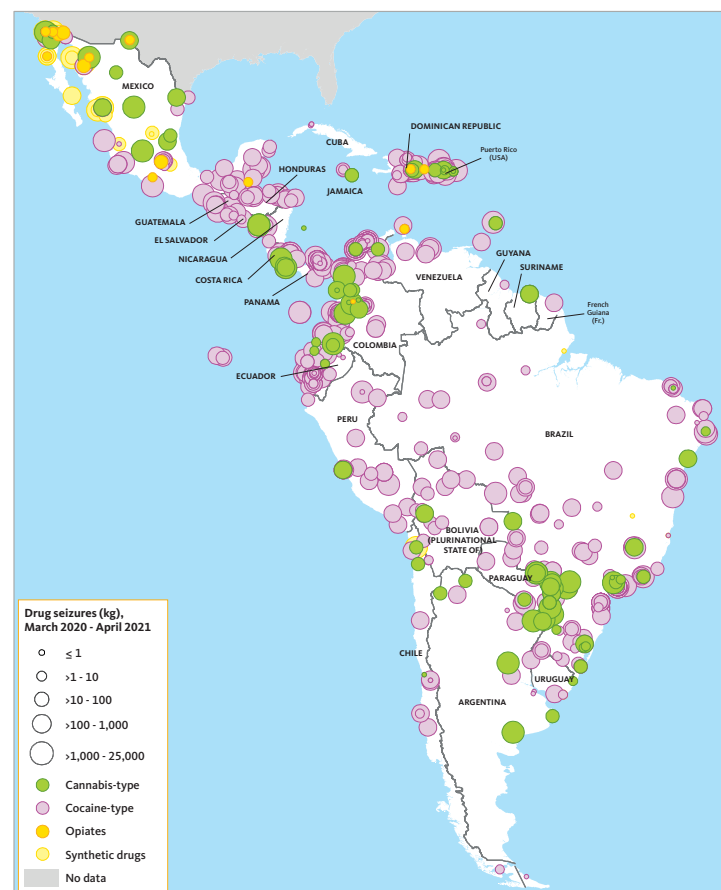 MEXICO
CUBA
DOMINICAN REPUBLIC
Puerto Rico
(USA)
HONDURAS
JAMAICA
GUATEMALA
EL SALVADOR
NICARAGUA
COSTA RICA
PANAMA
VENEZUELA
GUYANA
SURINAME
French
Guiana
(Fr.)
COLOMBIA
ECUADOR
PERU
BRAZIL
BOLIVIA
(PLURINATIONAL
STATE OF)
PARAGUAY
CHILE
URUGUAY
ARGENTINA
Drug seizures (kg),
March 2020 - April 2021
≤ 1
>1 - 10
>10 - 100
>100 - 1,000
>1,000 - 25,000
Cannabis-type
Cocaine-type
Opiates
Synthetic drugs
No data